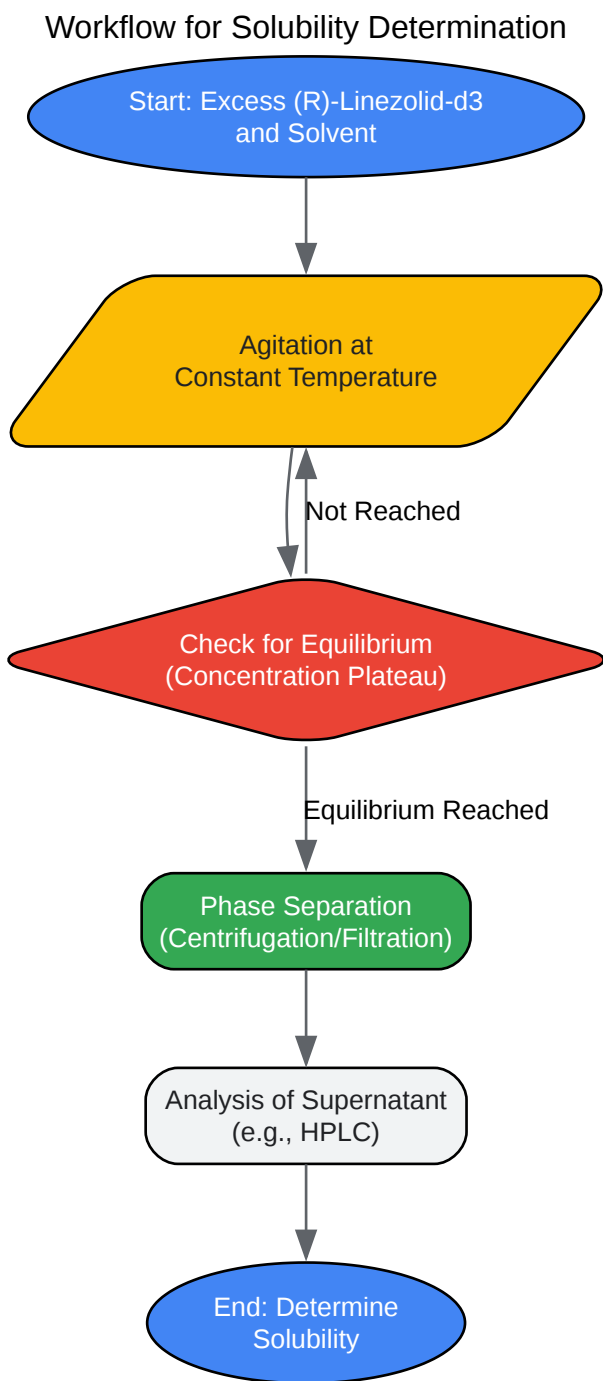 Workflow for Solubility Determination
Start: Excess (R)-Linezolid-d3
and Solvent
Agitation at
Constant Temperature
Not Reached
Check for Equilibrium
(Concentration Plateau)
Equilibrium Reached
Phase Separation
(Centrifugation/Filtration)
Analysis of Supernatant
(e.g., HPLC)
End: Determine
Solubility